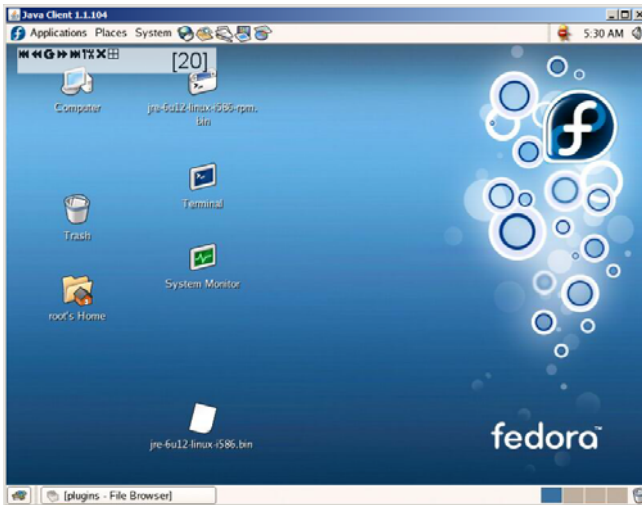 Java Client 1.1.104
Applications Places System
5:30 AM
[20]
Computer
jre-6u12-linux-i586-rpm.
bin
Terminal
Trash
System Monitor
root's Home
jre-6u12-linux-i586.bin
fedora™
[plugins - File Browser]